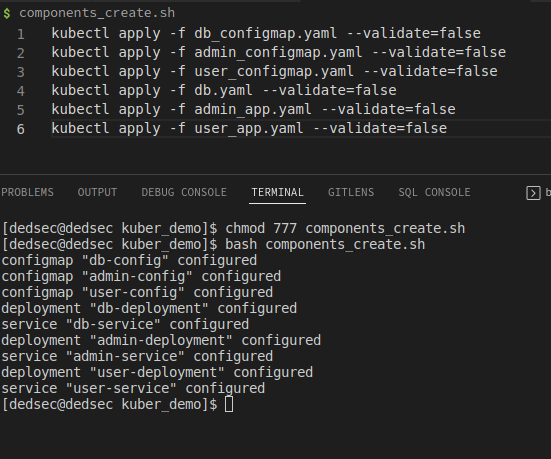 $ components_create.sh
1 kubectl apply -f db_configmap.yaml --validate=false
2 kubectl apply -f admin_configmap.yaml --validate=false
3 kubectl apply -f user_configmap.yaml --validate=false
4 kubectl apply -f db.yaml --validate=false
5 kubectl apply -f admin_app.yaml --validate=false
6 kubectl apply -f user_app.yaml --validate=false
PROBLEMS OUTPUT DEBUG CONSOLE TERMINAL GITLENS SQL CONSOLE b
[dedsec@dedsec kuber_demo]$ chmod 777 components_create.sh
[dedsec@dedsec kuber_demo]$ bash components_create.sh
configmap "db-config" configured
configmap "admin-config" configured
configmap "user-config" configured
deployment "db-deployment" configured
service "db-service" configured
deployment "admin-deployment" configured
service "admin-service" configured
deployment "user-deployment" configured
service "user-service" configured
[dedsec@dedsec kuber_demo]$